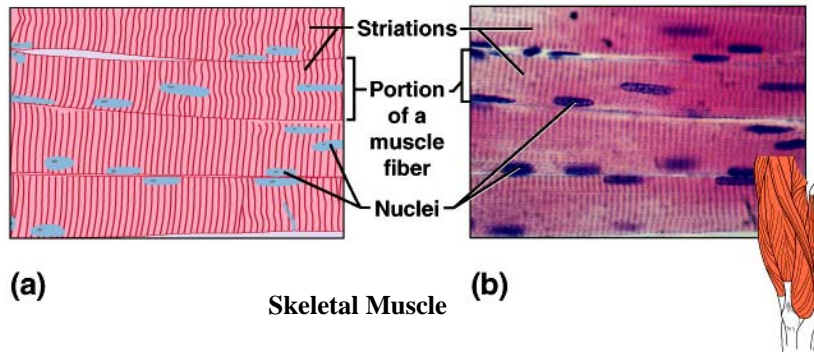 Striations
Portion
of a
muscle
fiber
Nuclei
(a)
(b)
Skeletal Muscle